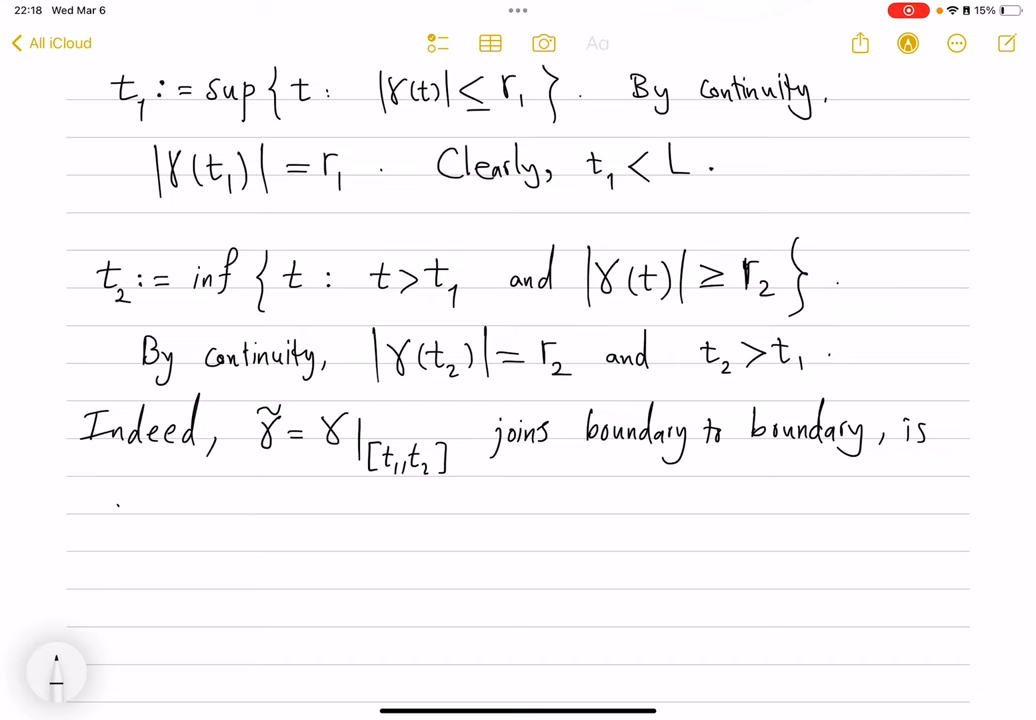 22:18 Wed Mar 6
15%
All iCloud
Aa
t₁ := sup { t : |γ(t)| ≤ r₁ } . By continuity,
|γ(t₁)| = r₁ . Clearly, t₁ < L .
t₂ := inf { t : t > t₁ and |γ(t)| ≥ r₂ } .
By continuity, |γ(t₂)| = r₂ and t₂ > t₁ .
Indeed, γ̃ = γ|[t₁,t₂] joins boundary to boundary, is